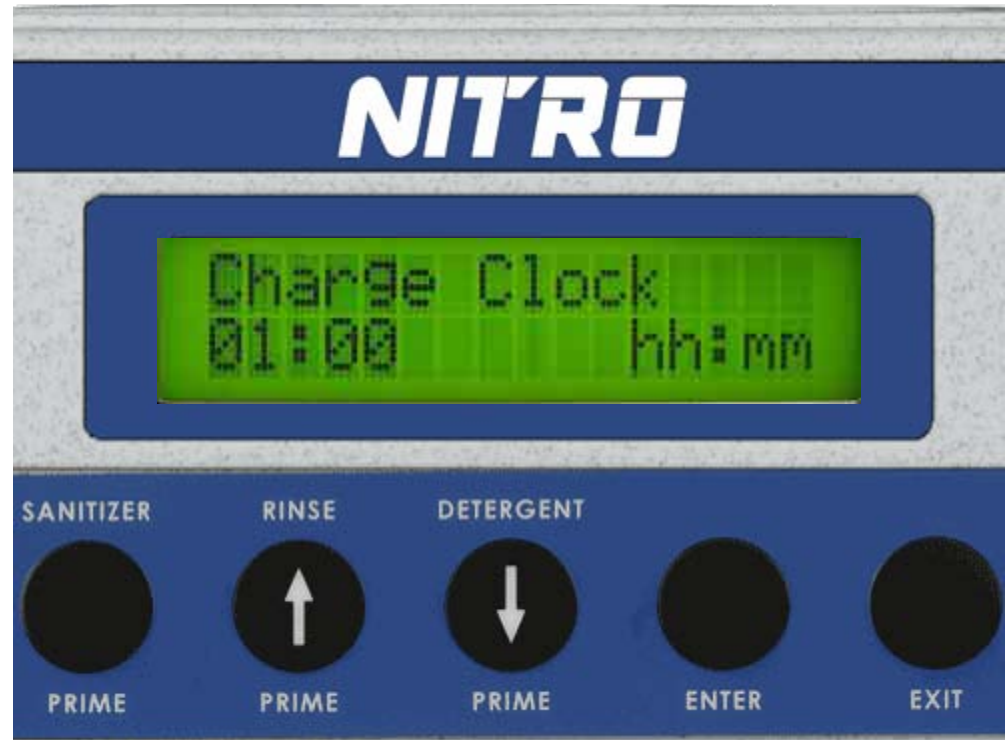 NITRO
Charge Clock
01:00 hh:mm
SANITIZER RINSE DETERGENT
PRIME PRIME PRIME ENTER EXIT